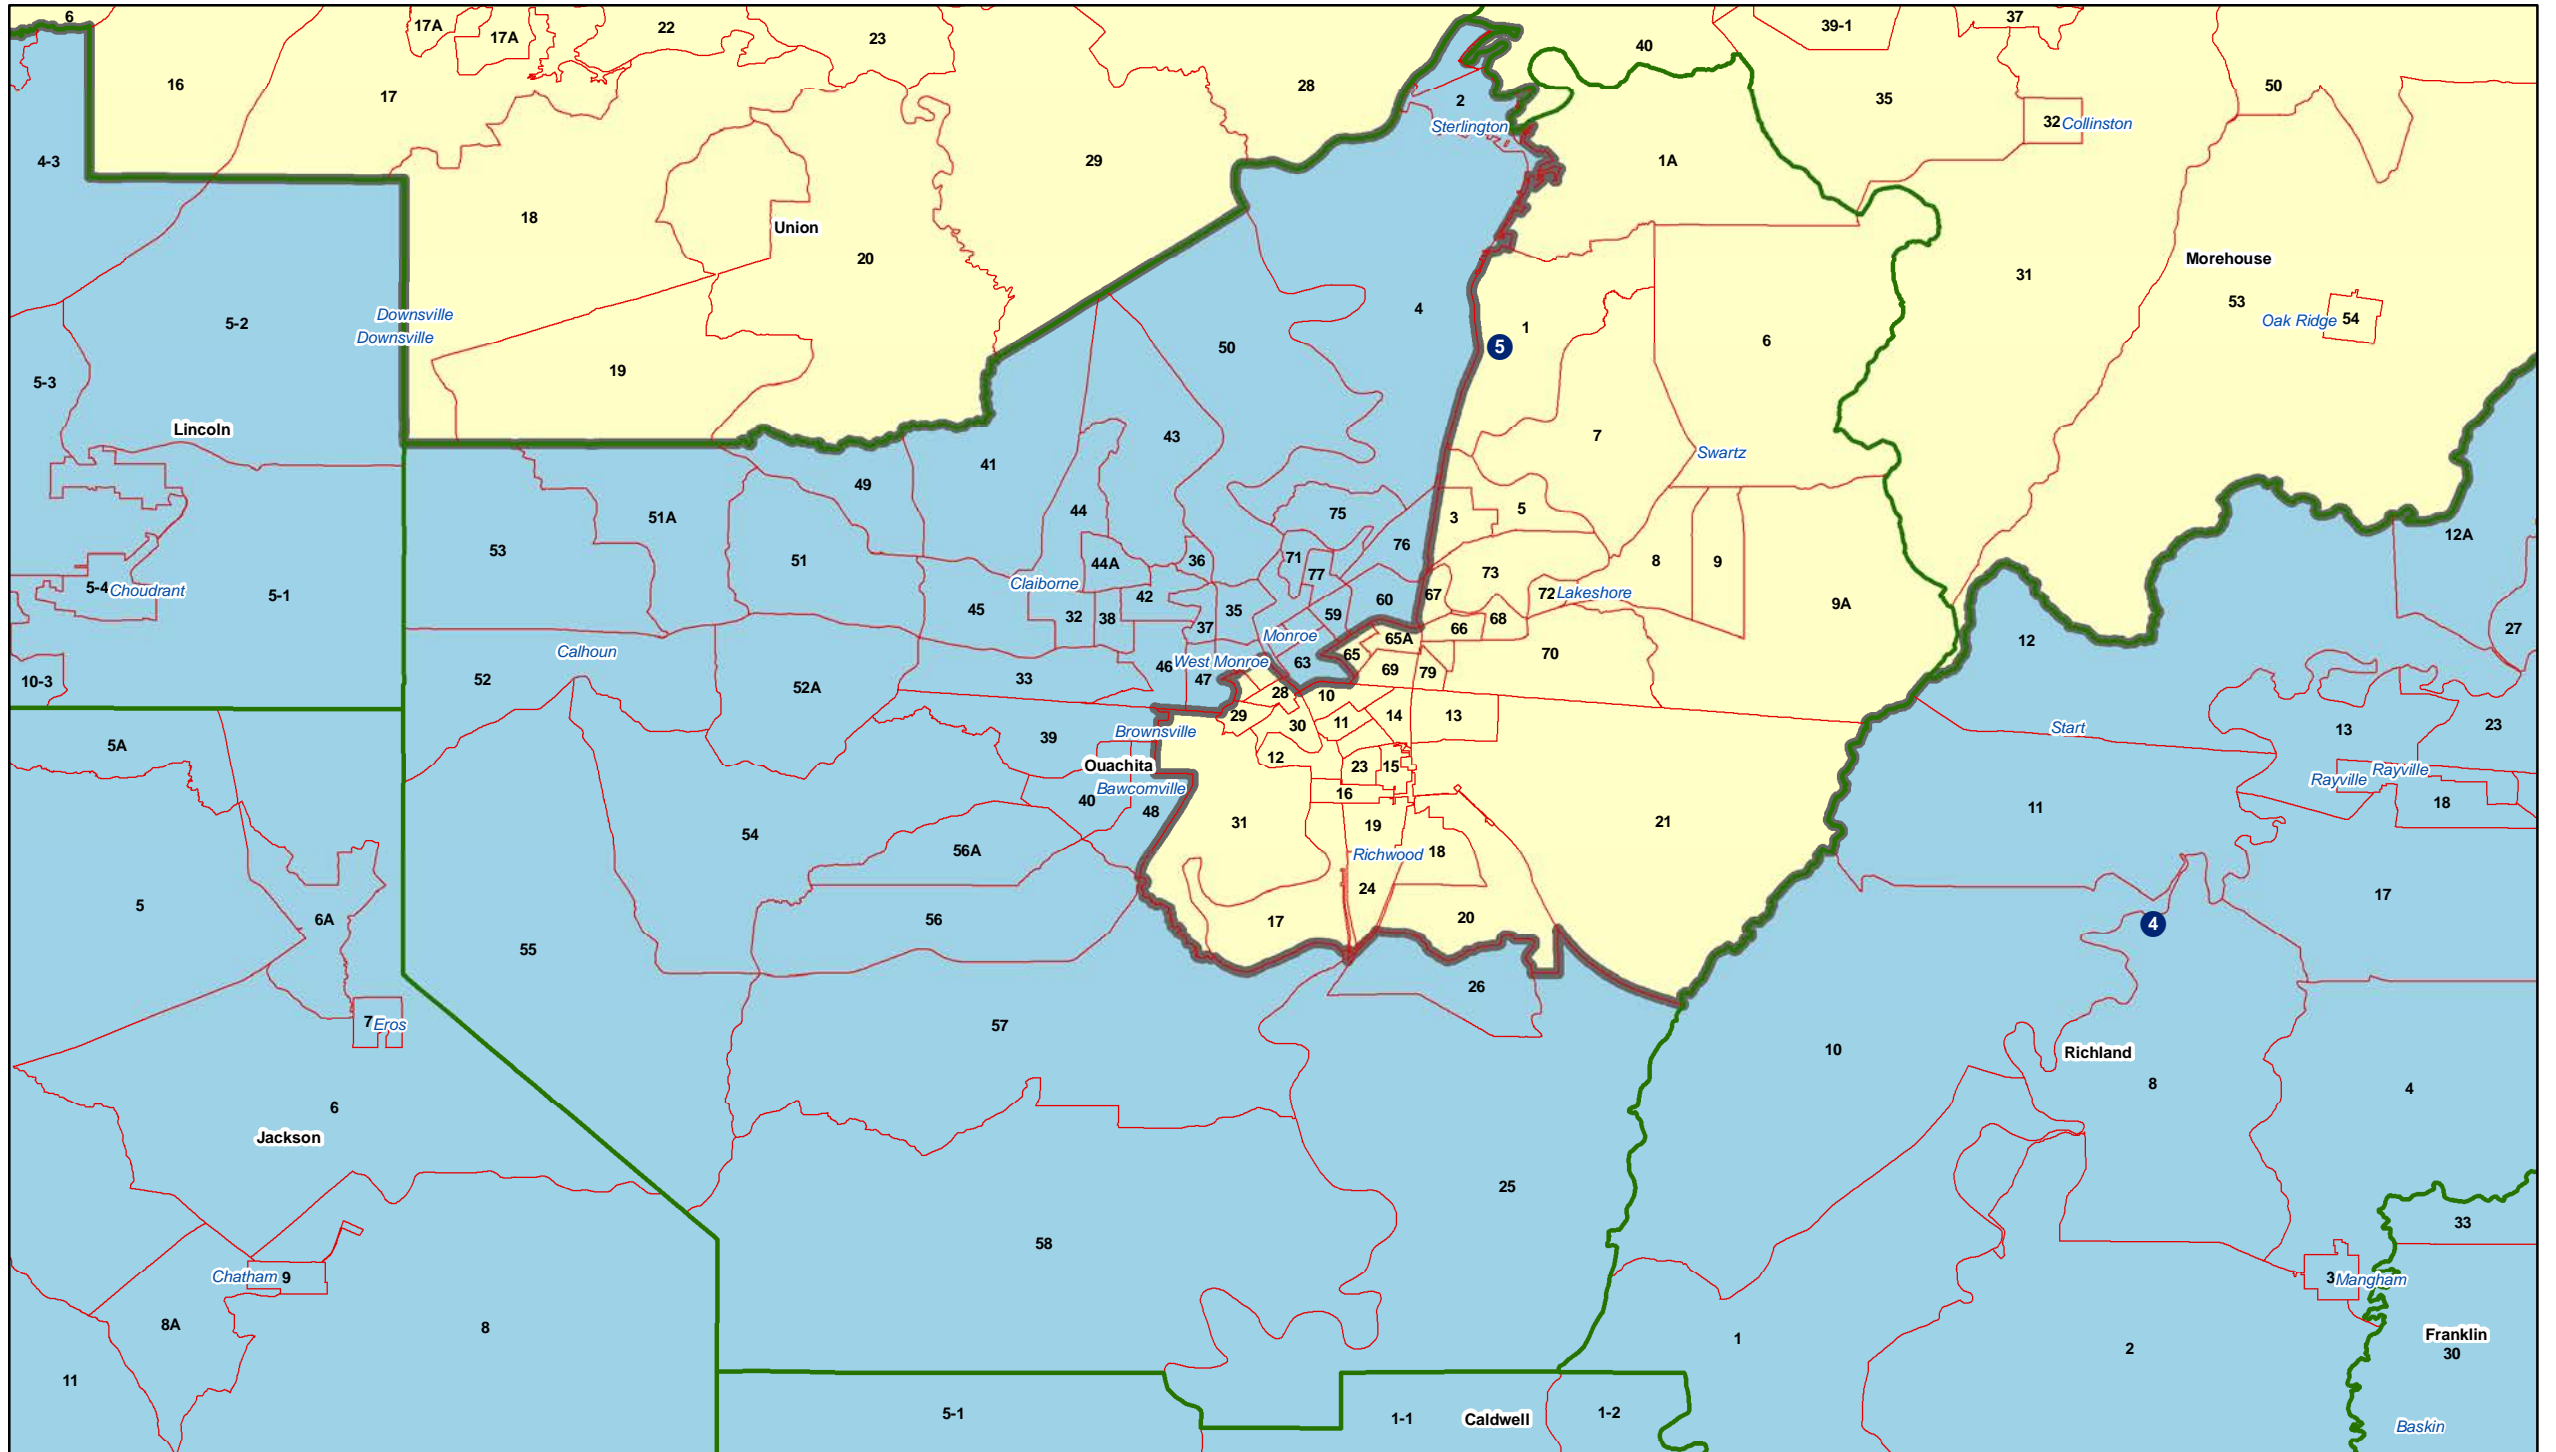 6
17A
22
39-1
37
17A
23
40
16
28
50
17
35
2
32 Collinston
Sterlington
4-3
29
1A
18
Union
20
Morehouse
31
53
4
Downsville
5-2
Oak Ridge 54
1
Downsville
6
50
5
19
5-3
Lincoln
7
43
Swartz
41
49
12A
44
75
5
51A
3
76
53
51
71
36
44A
8
9
77
73
Claiborne
5-4 Choudrant
5-1
42
60
67
72 Lakeshore
9A
45
35
32
38
59
68
37
66
27
Monroe
65A
12
Calhoun
65
70
West Monroe
63
46
69
79
10-3
52
33
47
52A
28
10
29
14
13
11
30
23
Start
13
Brownsville
39
5A
12
Ouachita
23
15
Rayville
Rayville
Bawcomville
16
40
18
48
11
31
19
21
54
56A
Richwood
18
24
17
5
6A
56
17
20
4
55
26
7 Eros
57
10
Richland
8
4
6
Jackson
25
33
58
Chatham 9
3 Mangham
8A
8
1
Franklin
2
30
11
5-1
1-1
Caldwell
1-2
Baskin